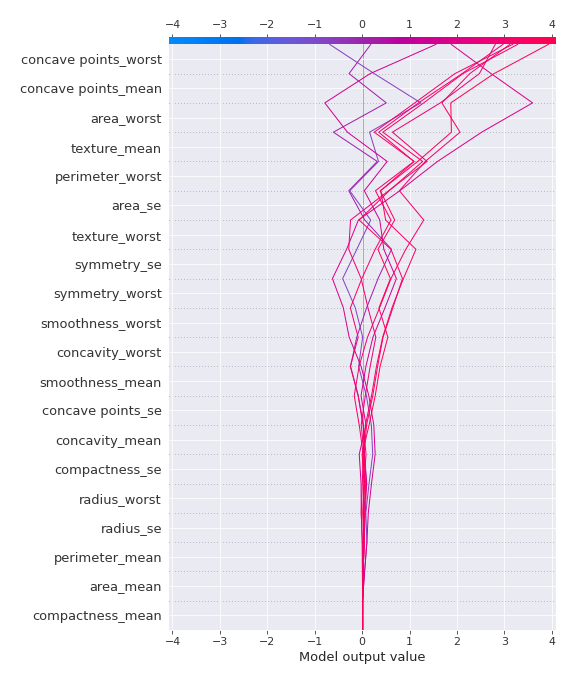 −4 −3 −2 −1 0 1 2 3 4
concave points_worst
concave points_mean
area_worst
texture_mean
perimeter_worst
area_se
texture_worst
symmetry_se
symmetry_worst
smoothness_worst
concavity_worst
smoothness_mean
concave points_se
concavity_mean
compactness_se
radius_worst
radius_se
perimeter_mean
area_mean
compactness_mean
−4 −3 −2 −1 0 1 2 3 4
Model output value